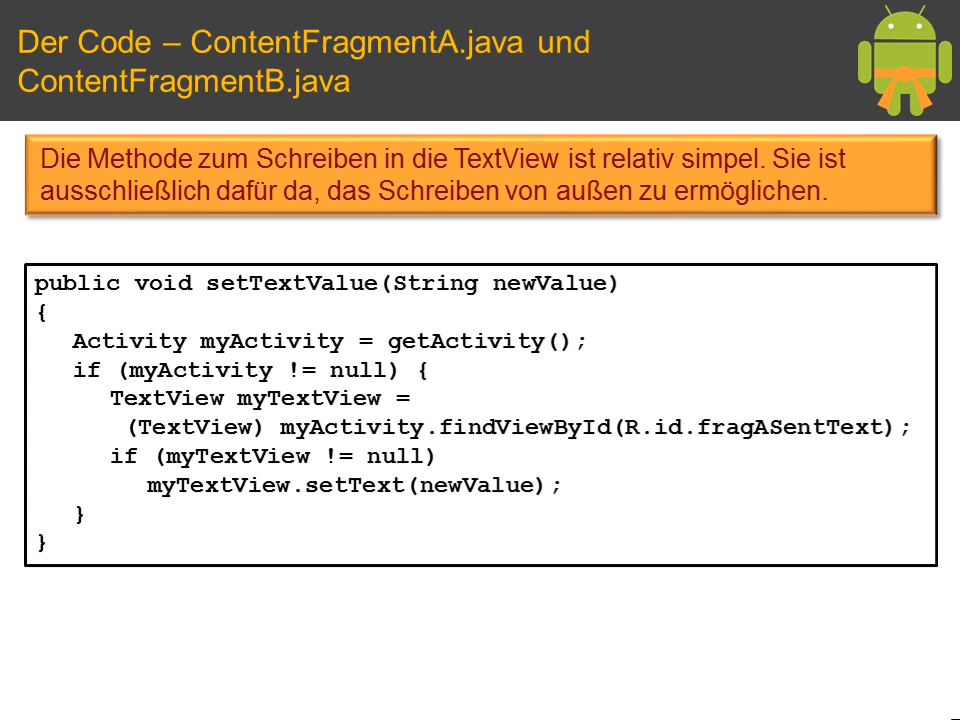 Der Code – ContentFragmentA.java und
ContentFragmentB.java
Die Methode zum Schreiben in die TextView ist relativ simpel. Sie ist
ausschließlich dafür da, das Schreiben von außen zu ermöglichen.
public void setTextValue(String newValue)
{
Activity myActivity = getActivity();
if (myActivity != null) {
TextView myTextView =
(TextView) myActivity.findViewById(R.id.fragASentText);
if (myTextView != null)
myTextView.setText(newValue);
}
}